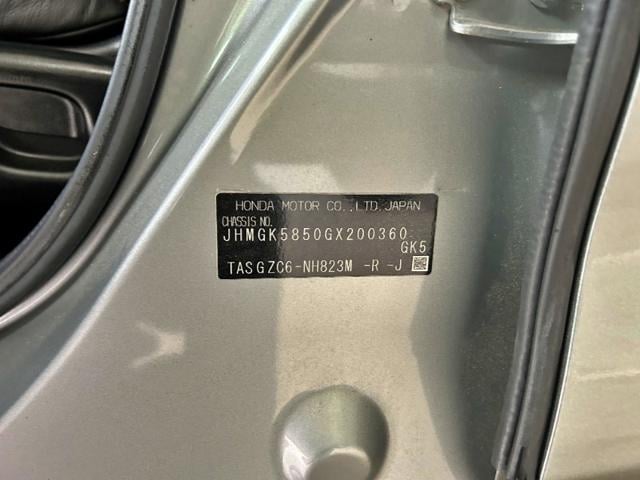 HONDA MOTOR CO.,LTD.JAPAN
CHASSIS NO.
JHMGK5850GX200360
GK5
TASGZC6-NH823M -R -J